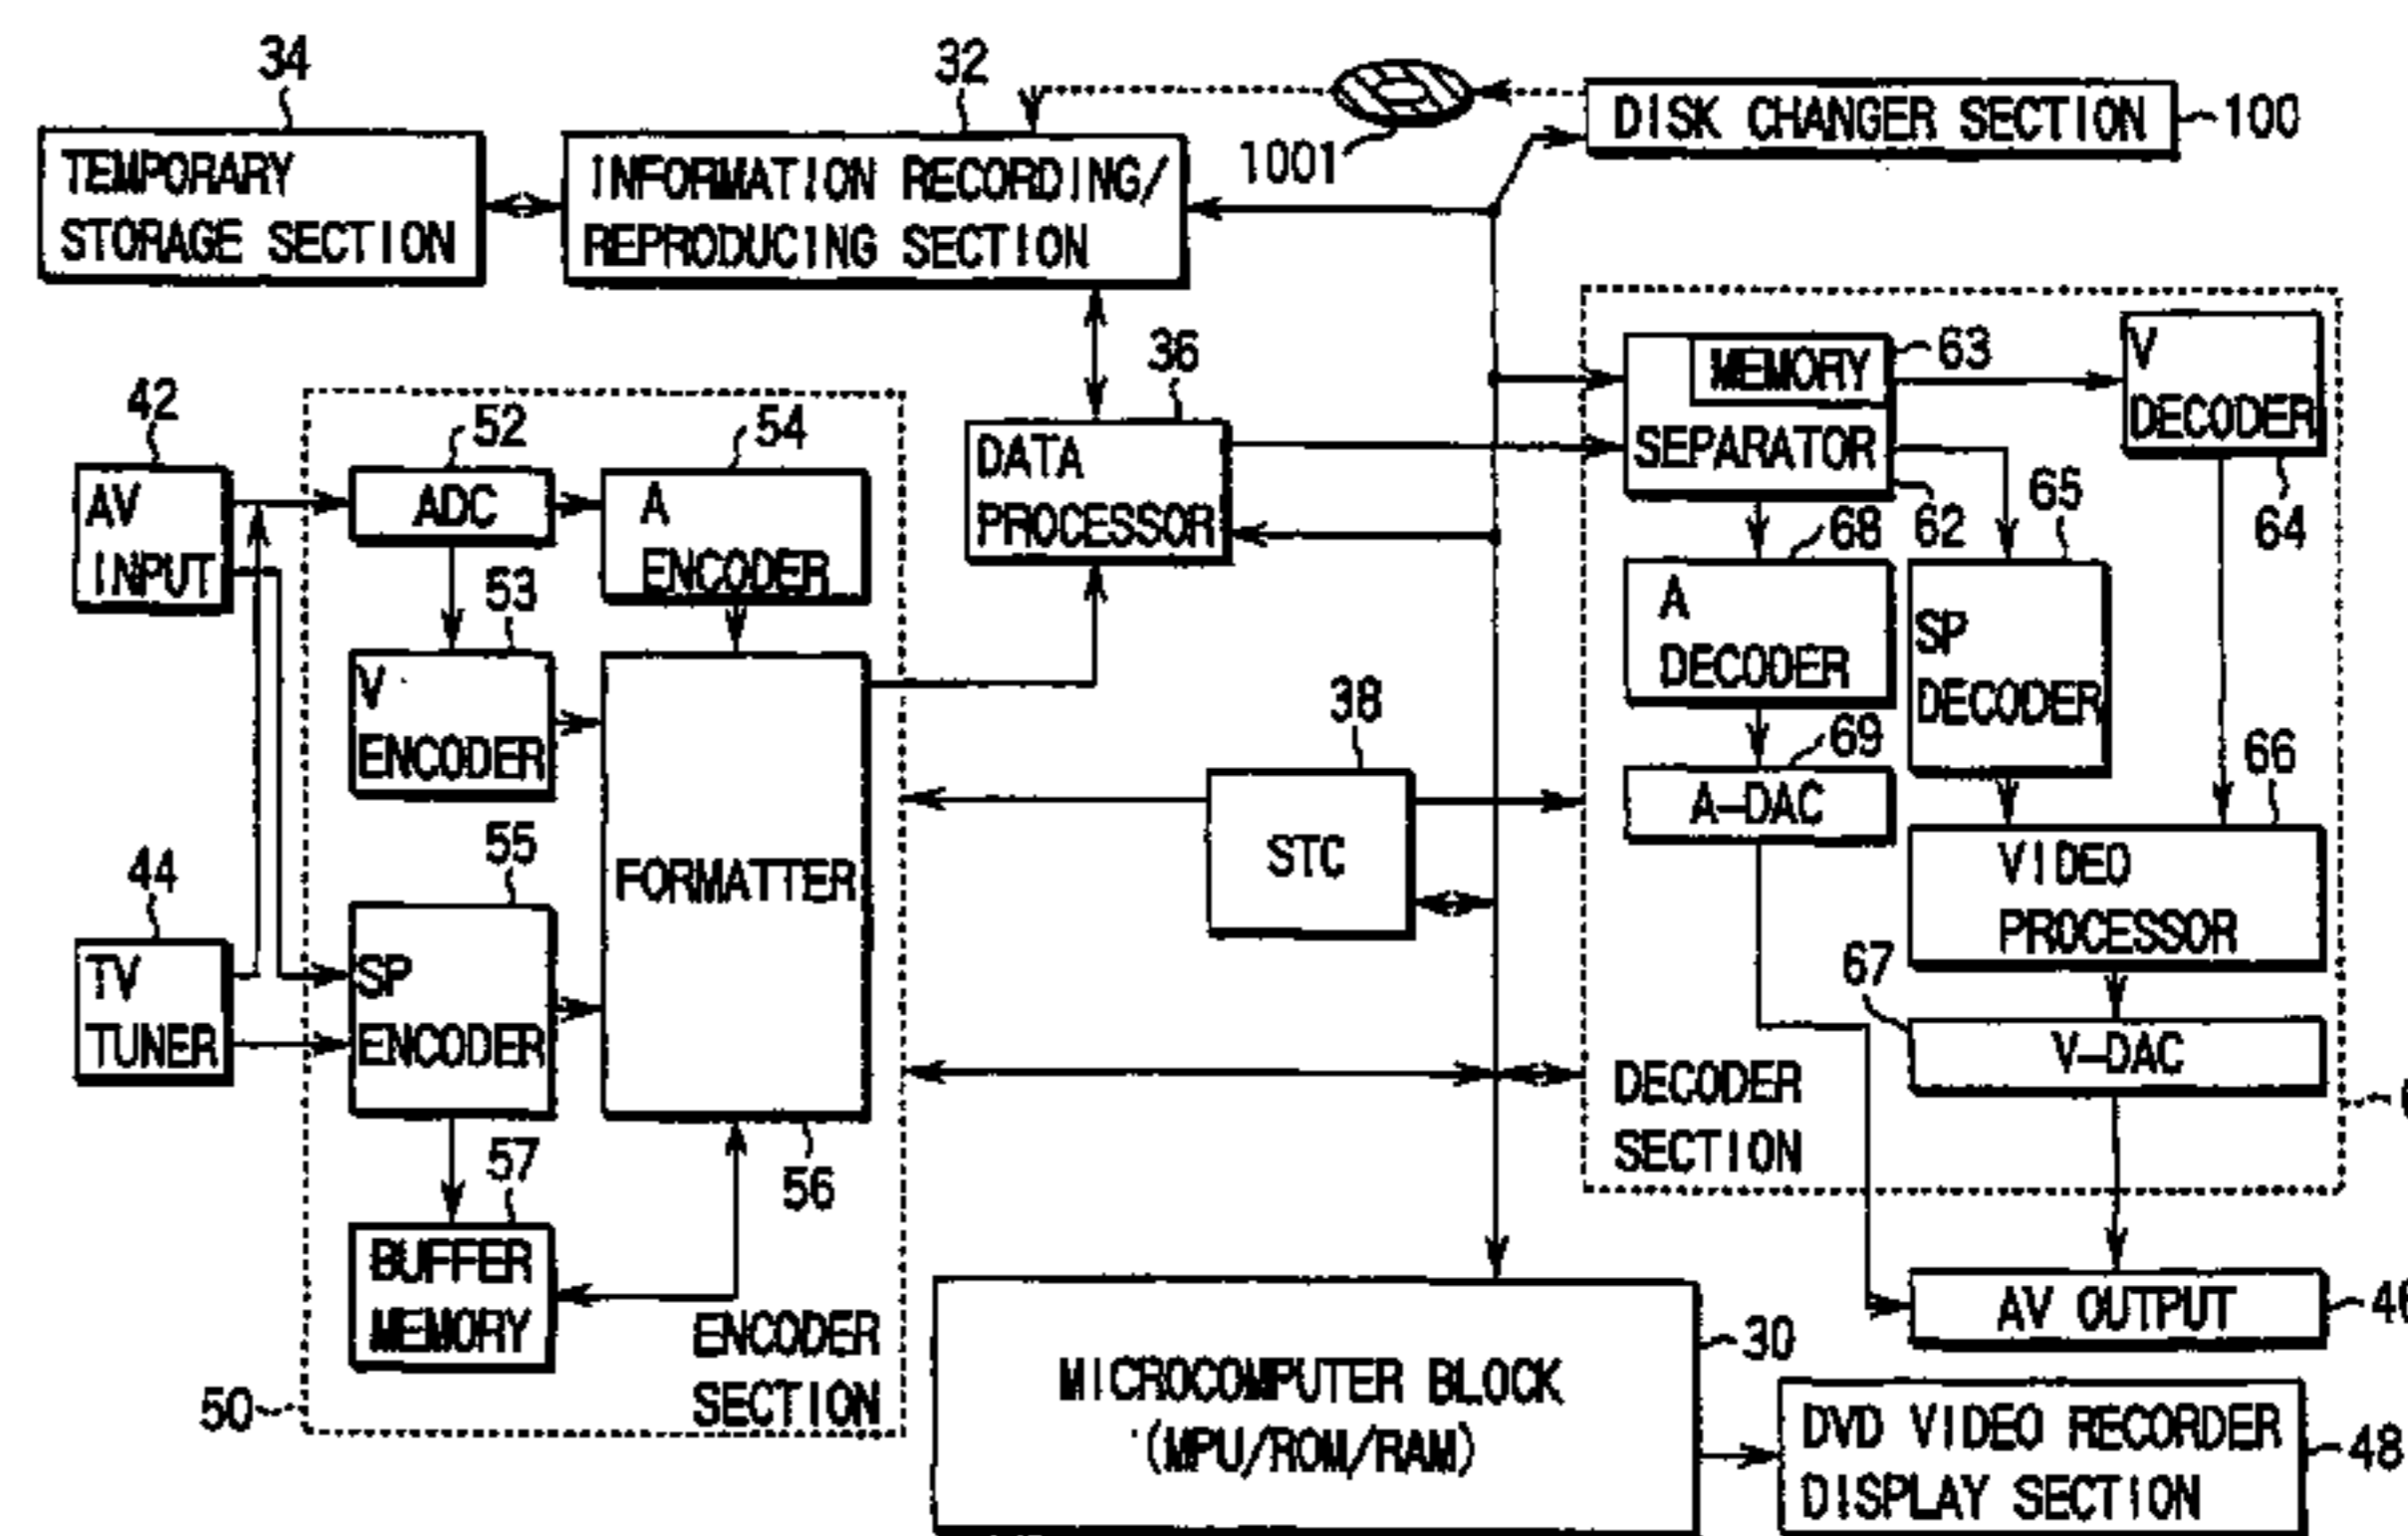 34
32
1001
DISK CHANGER SECTION
100
TEMPORARY
STORAGE SECTION
INFORMATION RECORDING/
REPRODUCING SECTION
42
AV
INPUT
44
TV
TUNER
52
ADC
54
A
ENCODER
53
V
ENCODER
55
SP
ENCODER
FORMATTER
56
57
BUFFER
MEMORY
ENCODER
SECTION
50
36
DATA
PROCESSOR
38
STC
MEMORY
63
SEPARATOR
62
V
DECODER
64
68
A
DECODER
65
SP
DECODER
69
A-DAC
66
VIDEO
PROCESSOR
67
V-DAC
DECODER
SECTION
AV OUTPUT
MICROCOMPUTER BLOCK
(MPU/ROM/RAM)
30
DVD VIDEO RECORDER
DISPLAY SECTION
48